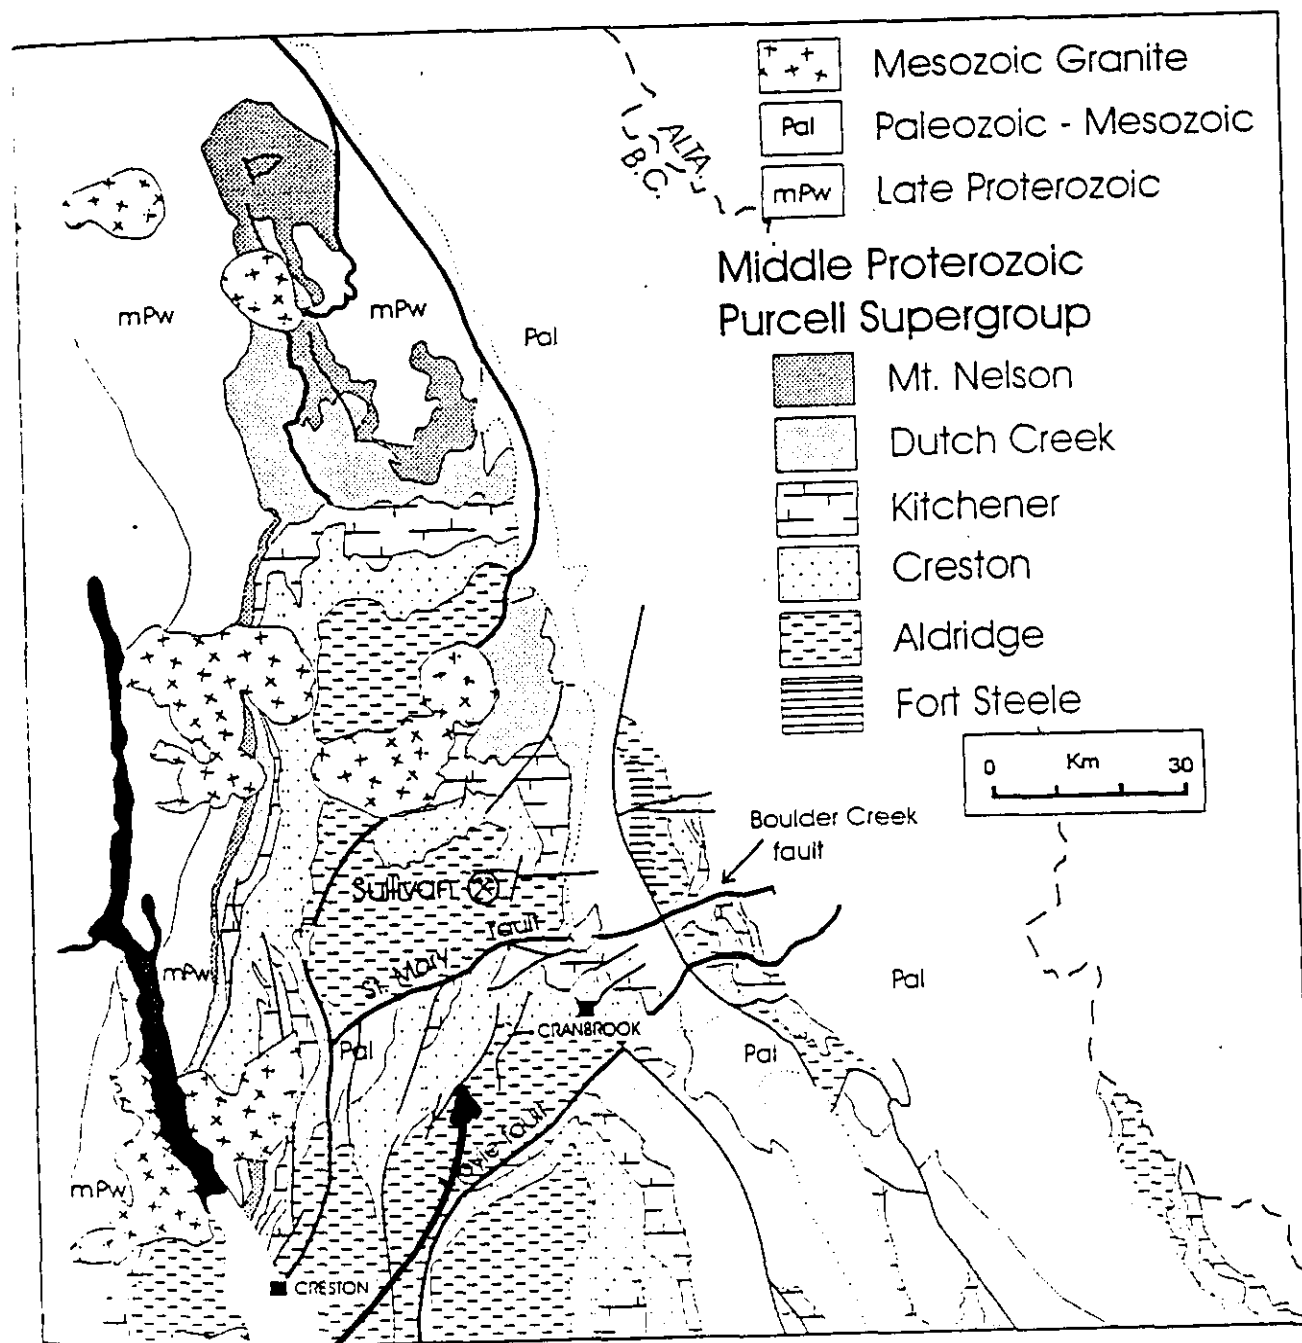 Mesozoic Granite
Pal
Paleozoic - Mesozoic
mPw
Late Proterozoic
ALTA.
B.C.
Middle Proterozoic
Purcell Supergroup
Mt. Nelson
Dutch Creek
Kitchener
Creston
Aldridge
Fort Steele
0 Km 30
mPw
mPw
Pal
Boulder Creek
fault
Sullivan
St. Mary fault
mPw
Pal
CRANBROOK
Pal
Pal
Moyie fault
mPw
CRESTON